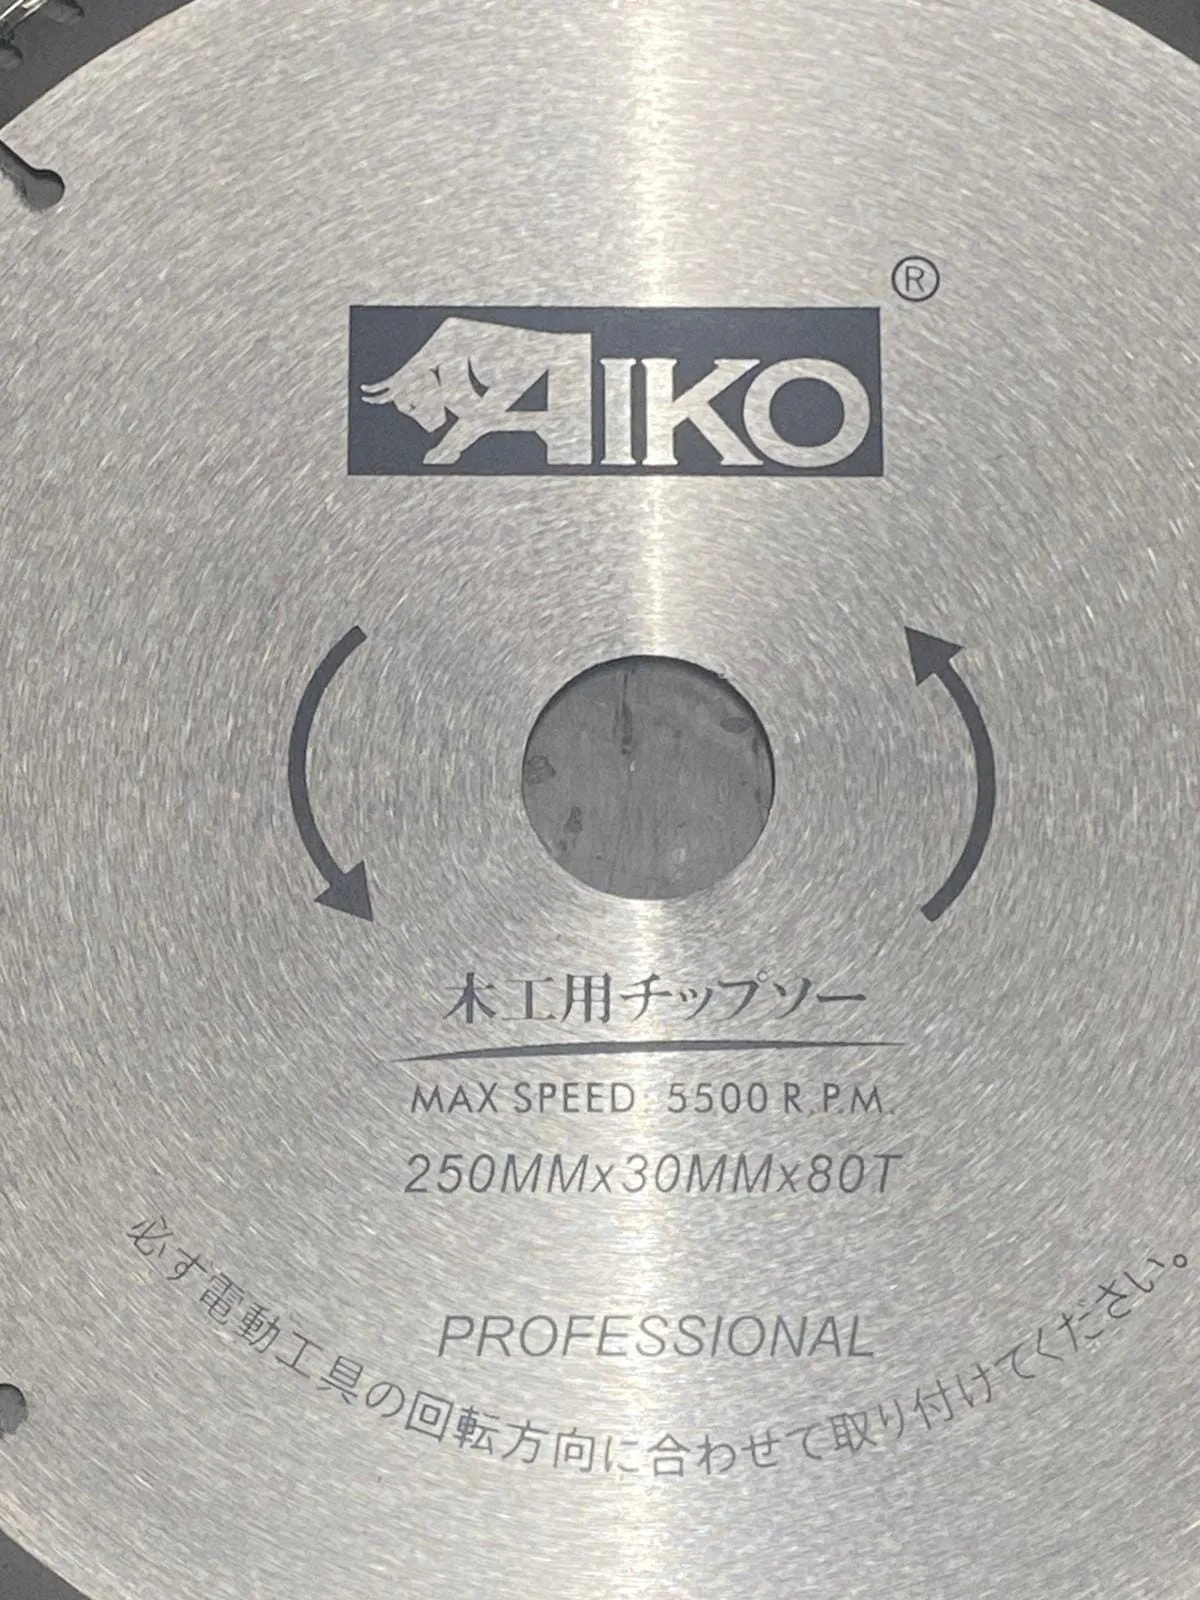 ®
AIKO
木工用チップソー
MAX SPEED: 5500 R.P.M.
250MMx30MMx80T
PROFESSIONAL
必ず電動工具の回転方向に合わせて取り付けてください。